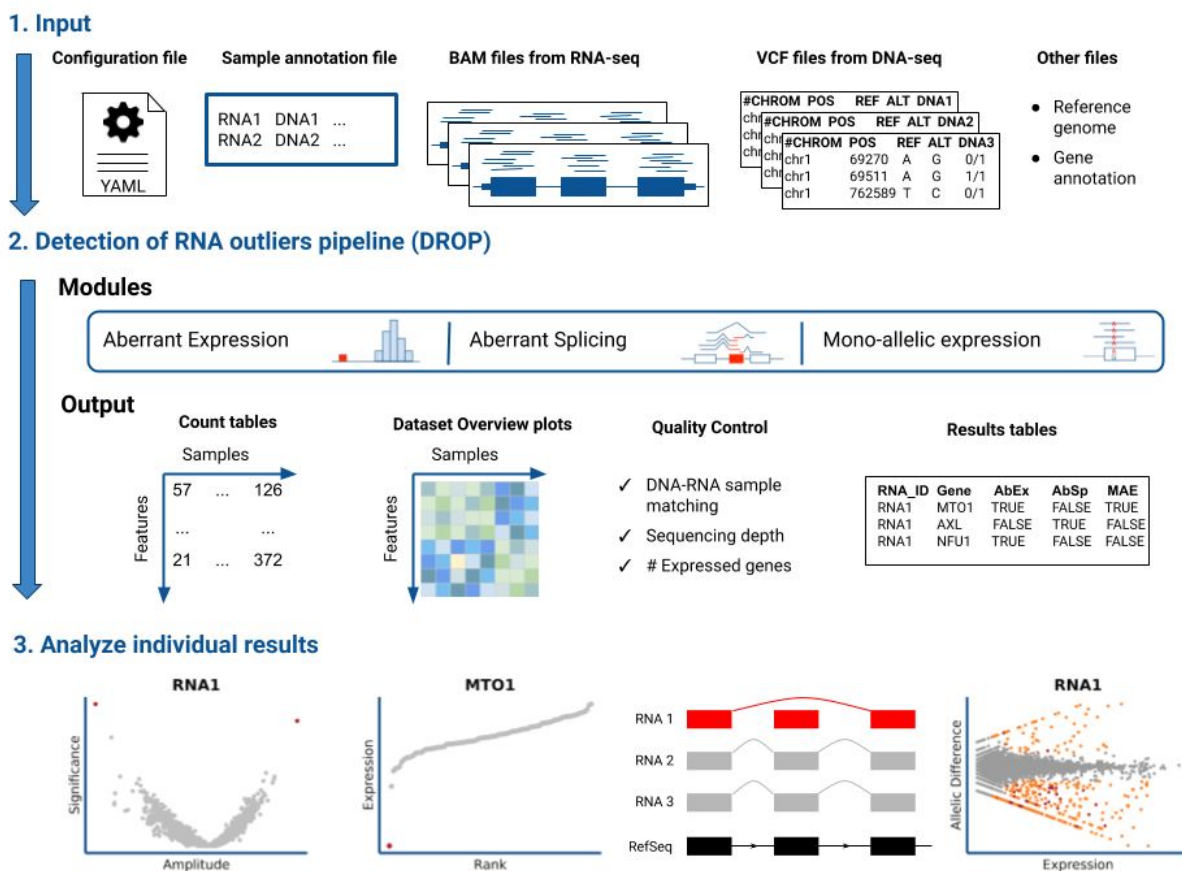 1. Input
Configuration file
Sample annotation file
BAM files from RNA-seq
VCF files from DNA-seq
Other files
YAML
RNA1 DNA1 ...
RNA2 DNA2 ...
#CHROM POS REF ALT DNA1
chr
chr
chr
#CHROM POS REF ALT DNA2
chr
chr
chr
#CHROM POS REF ALT DNA3
chr1 69270 A G 0/1
chr1 69511 A G 1/1
chr1 762589 T C 0/1
● Reference
genome
● Gene
annotation
2. Detection of RNA outliers pipeline (DROP)
Modules
Aberrant Expression
Aberrant Splicing
Mono-allelic expression
Output
Count tables
Samples
Features
57 ... 126
... ...
21 ... 372
Dataset Overview plots
Samples
Features
Quality Control
✓ DNA-RNA sample
matching
✓ Sequencing depth
✓ # Expressed genes
Results tables
RNA_ID Gene AbEx AbSp MAE
RNA1 MTO1 TRUE FALSE TRUE
RNA1 AXL FALSE TRUE FALSE
RNA1 NFU1 TRUE FALSE FALSE
3. Analyze individual results
RNA1
Significance
Amplitude
MTO1
Expression
Rank
RNA 1
RNA 2
RNA 3
RefSeq
RNA1
Allelic Difference
Expression